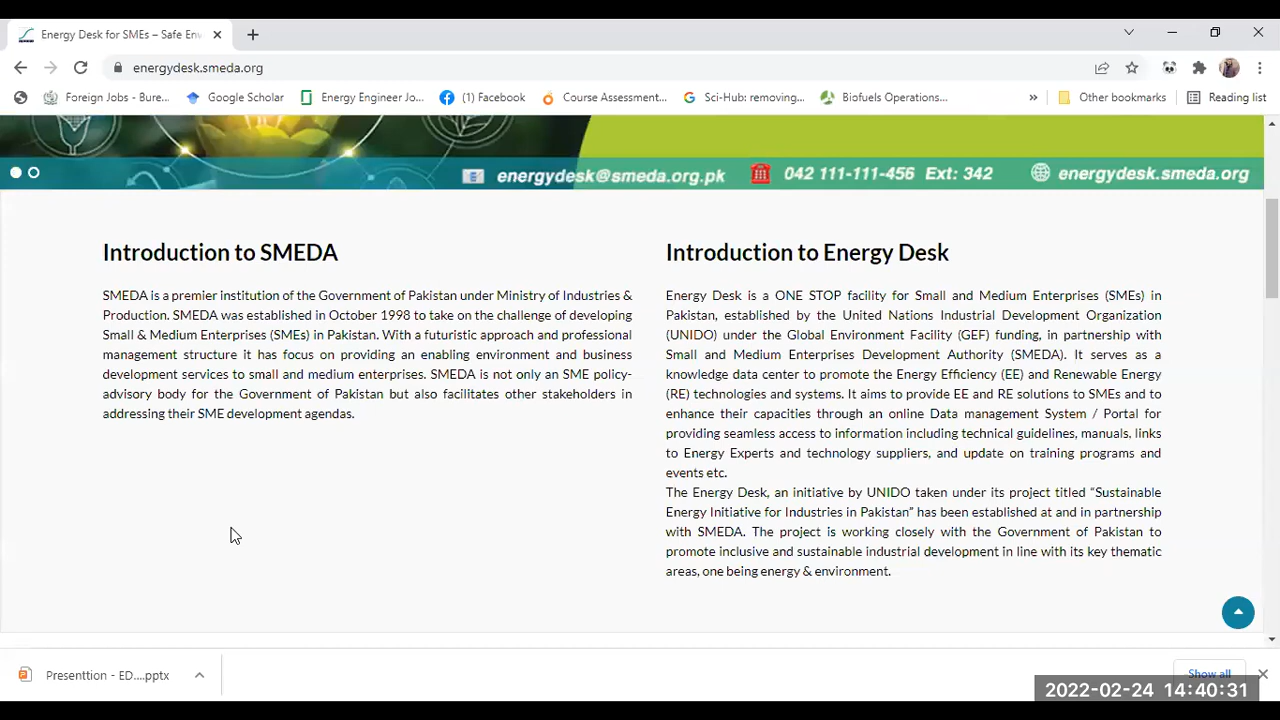 Energy Desk for SMEs – Safe Env
energydesk.smeda.org
Foreign Jobs - Bure...
Google Scholar
Energy Engineer Jo...
(1) Facebook
Course Assessment...
Sci-Hub: removing...
Biofuels Operations...
»
Other bookmarks
Reading list
energydesk@smeda.org.pk
042 111-111-456 Ext: 342
energydesk.smeda.org
Introduction to SMEDA
SMEDA is a premier institution of the Government of Pakistan under Ministry of Industries &
Production. SMEDA was established in October 1998 to take on the challenge of developing
Small & Medium Enterprises (SMEs) in Pakistan. With a futuristic approach and professional
management structure it has focus on providing an enabling environment and business
development services to small and medium enterprises. SMEDA is not only an SME policy-
advisory body for the Government of Pakistan but also facilitates other stakeholders in
addressing their SME development agendas.
Introduction to Energy Desk
Energy Desk is a ONE STOP facility for Small and Medium Enterprises (SMEs) in
Pakistan, established by the United Nations Industrial Development Organization
(UNIDO) under the Global Environment Facility (GEF) funding, in partnership with
Small and Medium Enterprises Development Authority (SMEDA). It serves as a
knowledge data center to promote the Energy Efficiency (EE) and Renewable Energy
(RE) technologies and systems. It aims to provide EE and RE solutions to SMEs and to
enhance their capacities through an online Data management System / Portal for
providing seamless access to information including technical guidelines, manuals, links
to Energy Experts and technology suppliers, and update on training programs and
events etc.
The Energy Desk, an initiative by UNIDO taken under its project titled “Sustainable
Energy Initiative for Industries in Pakistan” has been established at and in partnership
with SMEDA. The project is working closely with the Government of Pakistan to
promote inclusive and sustainable industrial development in line with its key thematic
areas, one being energy & environment.
Presenttion - ED....pptx
Show all
2022-02-24 14:40:31